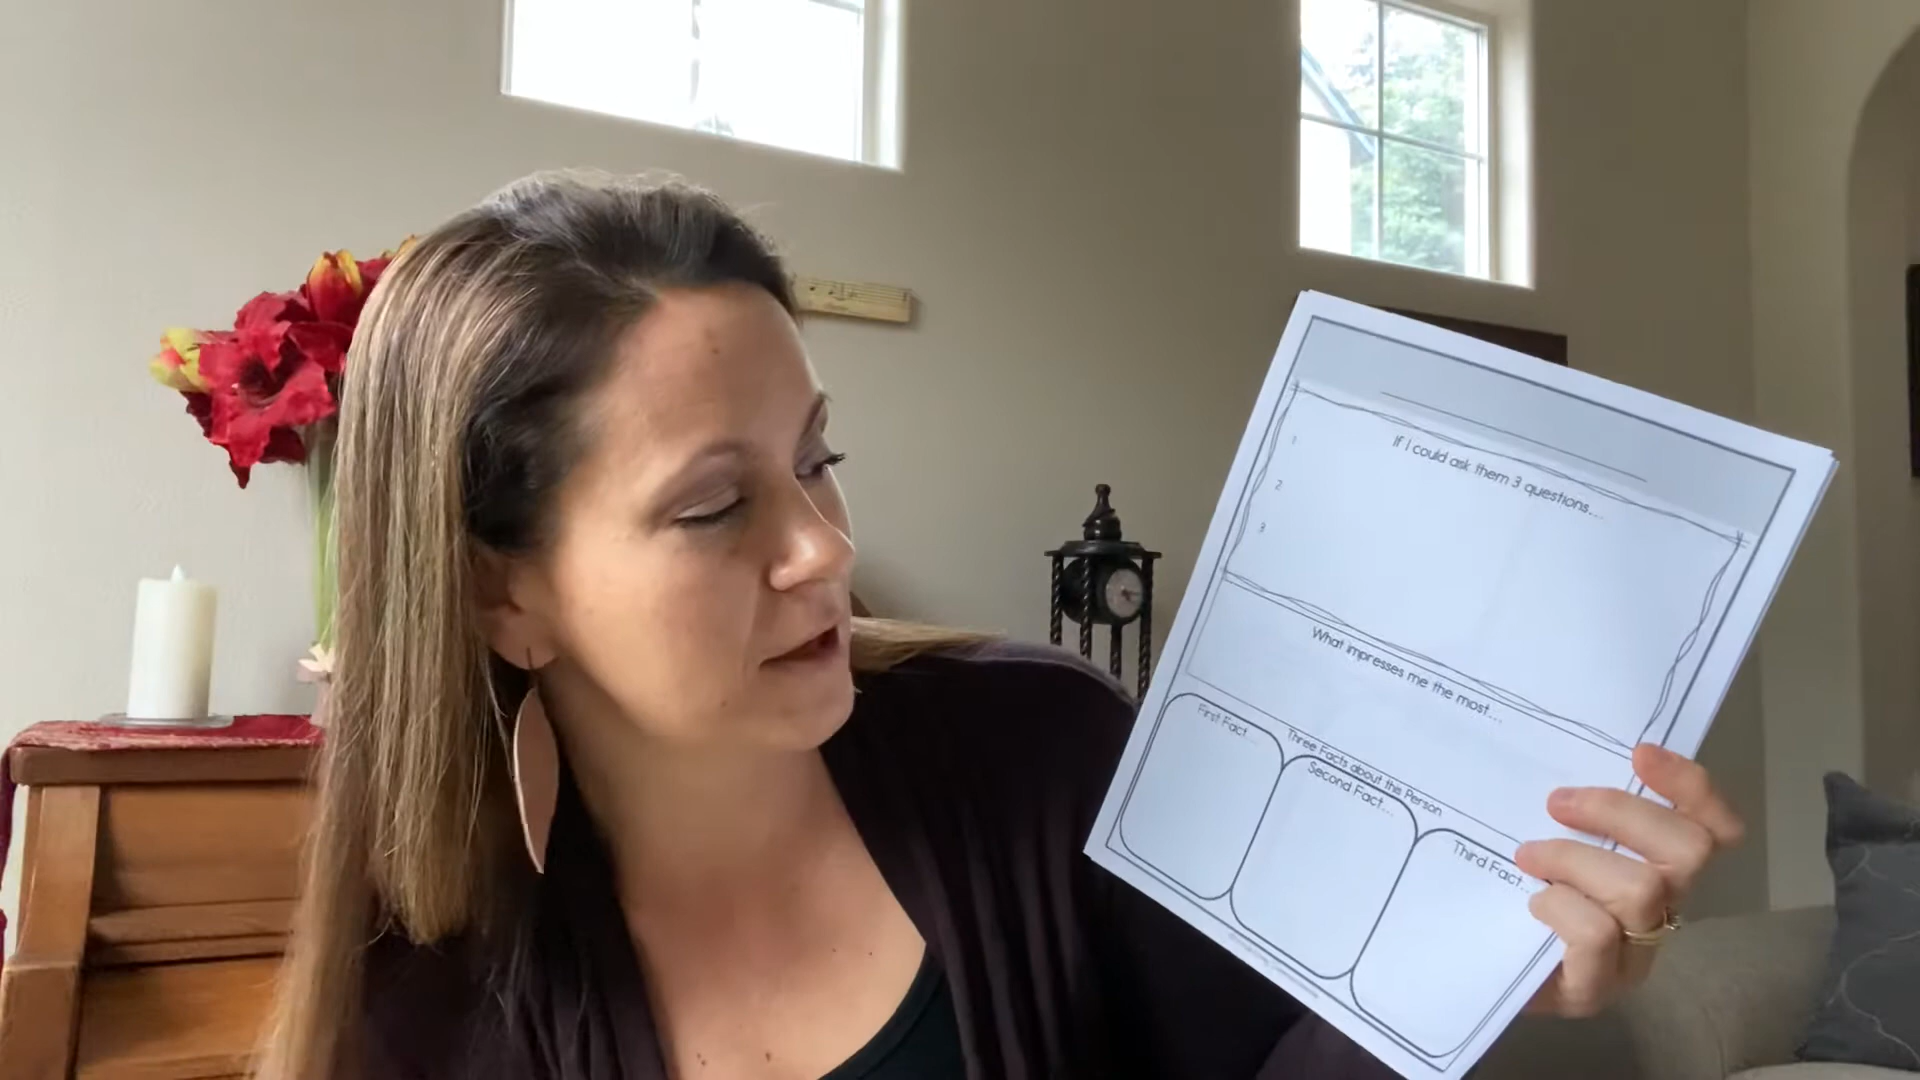 If I could ask them 3 questions...
1
2
3
What impresses me the most...
Three Facts about this Person
First Fact...
Second Fact...
Third Fact...